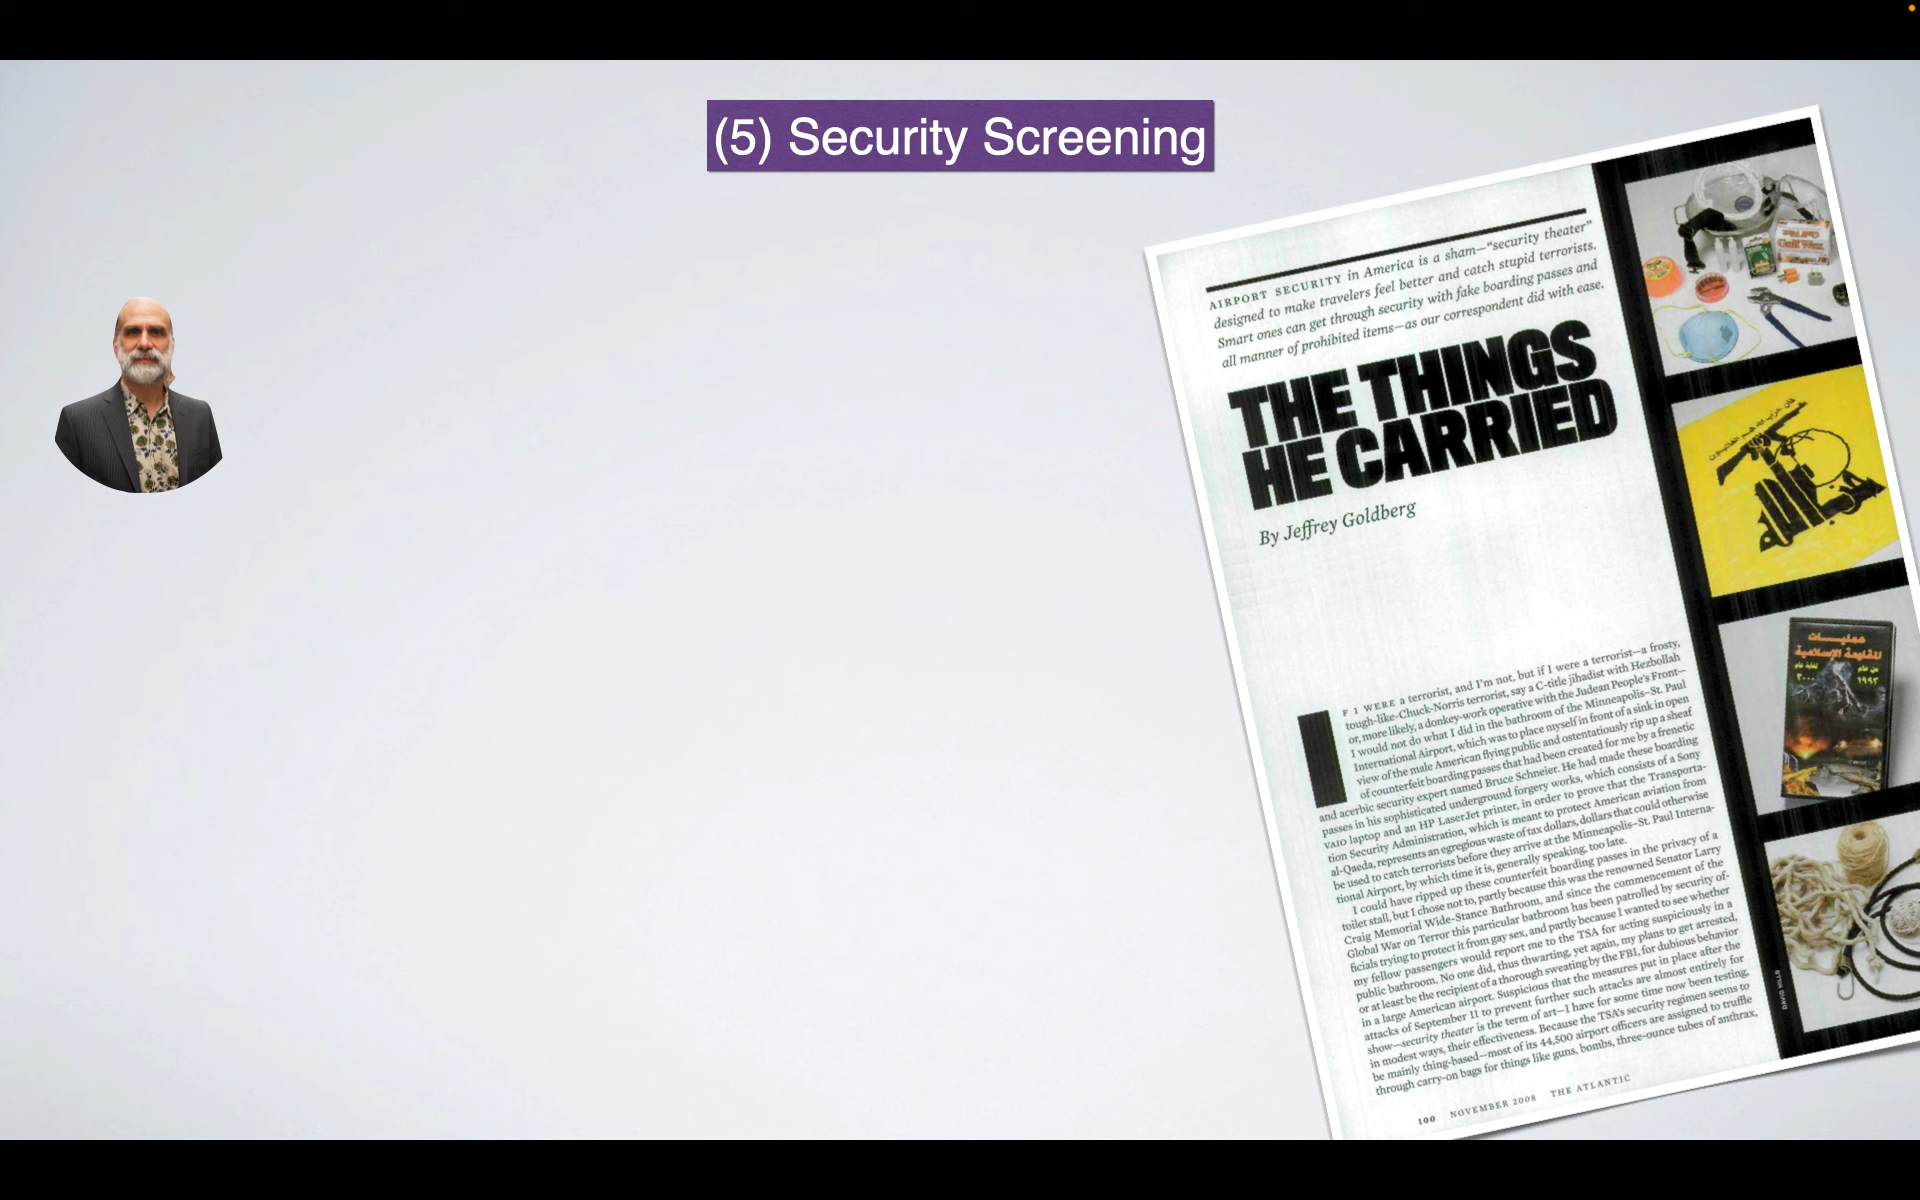 (5) Security Screening
AIRPORT SECURITY in America is a sham—“security theater”
designed to make travelers feel better and catch stupid terrorists.
Smart ones can get through security with fake boarding passes and
all manner of prohibited items—as our correspondent did with ease.
THE THINGS
HE CARRIED
By Jeffrey Goldberg
IF I WERE a terrorist, and I’m not, but if I were a terrorist—a frosty,
tough-like-Chuck-Norris terrorist, say a C-title jihadist with Hezbollah
or, more likely, a donkey-work operative with the Judean People’s Front—
I would not do what I did in the bathroom of the Minneapolis–St. Paul
International Airport, which was to place myself in front of a sink in open
view of the male American flying public and ostentatiously rip up a sheaf
of counterfeit boarding passes that had been created for me by a frenetic
and acerbic security expert named Bruce Schneier. He had made these boarding
passes in his sophisticated underground forgery works, which consists of a Sony
VAIO laptop and an HP LaserJet printer, in order to prove that the Transporta-
tion Security Administration, which is meant to protect American aviation from
al-Qaeda, represents an egregious waste of tax dollars, dollars that could otherwise
be used to catch terrorists before they arrive at the Minneapolis–St. Paul Interna-
tional Airport, by which time it is, generally speaking, too late.
I could have ripped up these counterfeit boarding passes in the privacy of a
toilet stall, but I chose not to, partly because this was the renowned Senator Larry
Craig Memorial Wide-Stance Bathroom, and since the commencement of the
Global War on Terror this particular bathroom has been patrolled by security of-
ficials trying to protect it from gay sex, and partly because I wanted to see whether
my fellow passengers would report me to the TSA for acting suspiciously in a
public bathroom. No one did, thus thwarting, yet again, my plans to get arrested,
or at least be the recipient of a thorough sweating by the FBI, for dubious behavior
in a large American airport. Suspicious that the measures put in place after the
attacks of September 11 to prevent further such attacks are almost entirely for
show—security theater is the term of art—I have for some time now been testing,
in modest ways, their effectiveness. Because the TSA’s security regimen seems to
be mainly thing-based—most of its 44,500 airport officers are assigned to truffle
through carry-on bags for things like guns, bombs, three-ounce tubes of anthrax,
100 NOVEMBER 2008 THE ATLANTIC
Gulf Wax
فإن حزب الله هم الغالبون
عمليات
المقاومة الإسلامية
من عام
١٩٩٣
لغاية عام
٢٠٠٠
DAVID HILLS